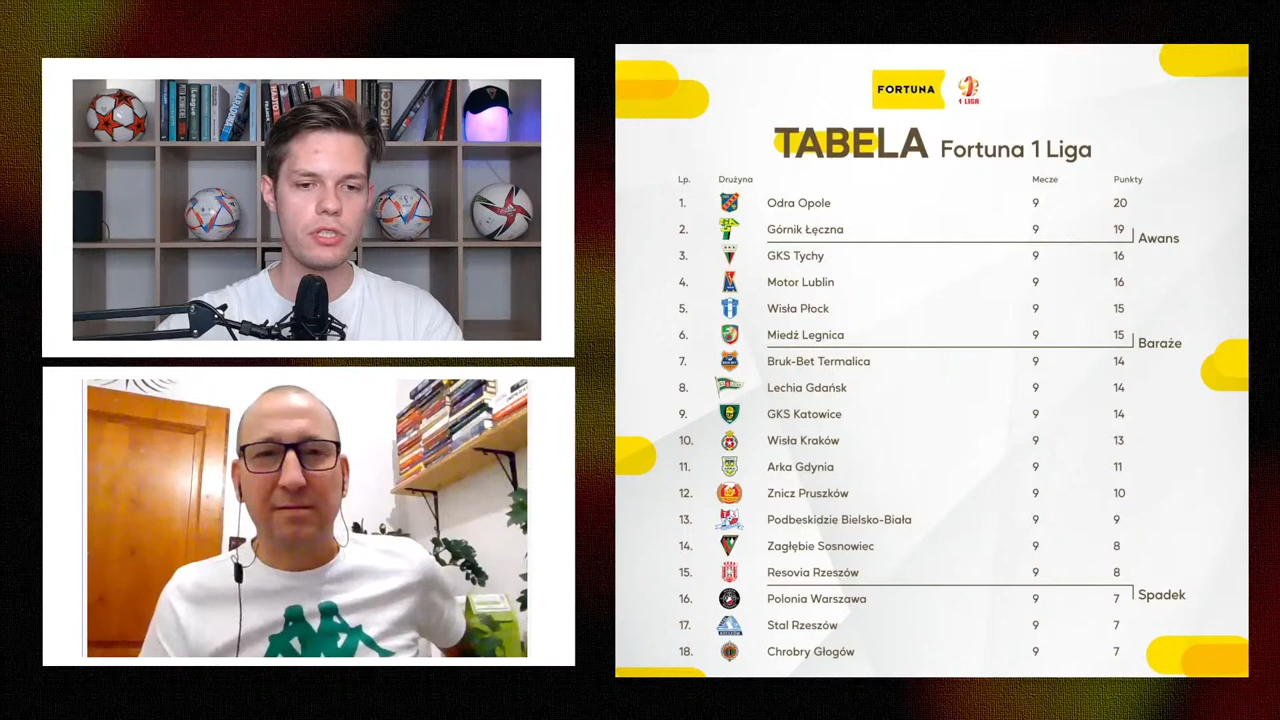 MARADONA
HAJTO
MECCI
FORTUNA
1 LIGA
TABELA Fortuna 1 Liga
Lp. Drużyna Mecze Punkty
1. Odra Opole 9 20
2. Górnik Łęczna 9 19
Awans
3. GKS Tychy 9 16
4. Motor Lublin 9 16
5. Wisła Płock 9 15
6. Miedź Legnica 9 15
Baraże
7. Bruk-Bet Termalica 9 14
8. Lechia Gdańsk 9 14
9. GKS Katowice 9 14
10. Wisła Kraków 9 13
11. Arka Gdynia 9 11
12. Znicz Pruszków 9 10
13. Podbeskidzie Bielsko-Biała 9 9
14. Zagłębie Sosnowiec 9 8
15. Resovia Rzeszów 9 8
Spadek
16. Polonia Warszawa 9 7
17. Stal Rzeszów 9 7
18. Chrobry Głogów 9 7